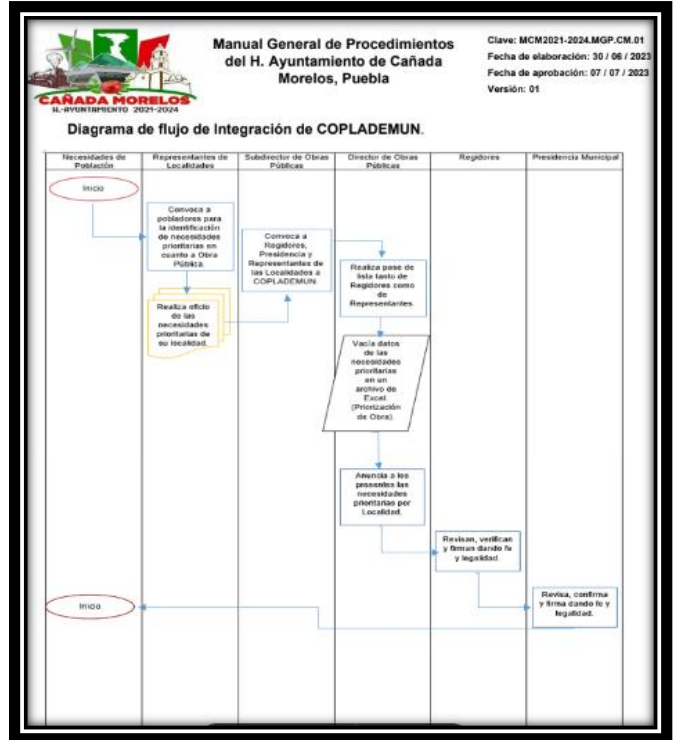 CAÑADA MORELOS
H. AYUNTAMIENTO 2021-2024
Manual General de Procedimientos
del H. Ayuntamiento de Cañada
Morelos, Puebla
Clave: MCM2021-2024.MGP.CM.01
Fecha de elaboración: 30 / 06 / 2023
Fecha de aprobación: 07 / 07 / 2023
Versión: 01
Diagrama de flujo de Integración de COPLADEMUN.
Necesidades de
Población
Representantes de
Localidades
Subdirector de Obras
Públicas
Director de Obras
Públicas
Regidores
Presidencia Municipal
Inicio
Convoca a
pobladores para
la identificación
de necesidades
prioritarias en
cuanto a Obra
Pública.
Realiza oficio
de las
necesidades
prioritarias de
su localidad.
Convoca a
Regidores,
Presidencia y
Representantes de
las Localidades a
COPLADEMUN.
Realiza pase de
lista tanto de
Regidores como
de
Representantes.
Vacía datos
de las
necesidades
prioritarias
en un
archivo de
Excel.
(Priorización
de Obra).
Anuncia a los
presentes las
necesidades
prioritarias por
Localidad.
Revisan, verifican
y firman dando fe
y legalidad.
Revisa, confirma
y firma dando fe y
legalidad.
Inicio